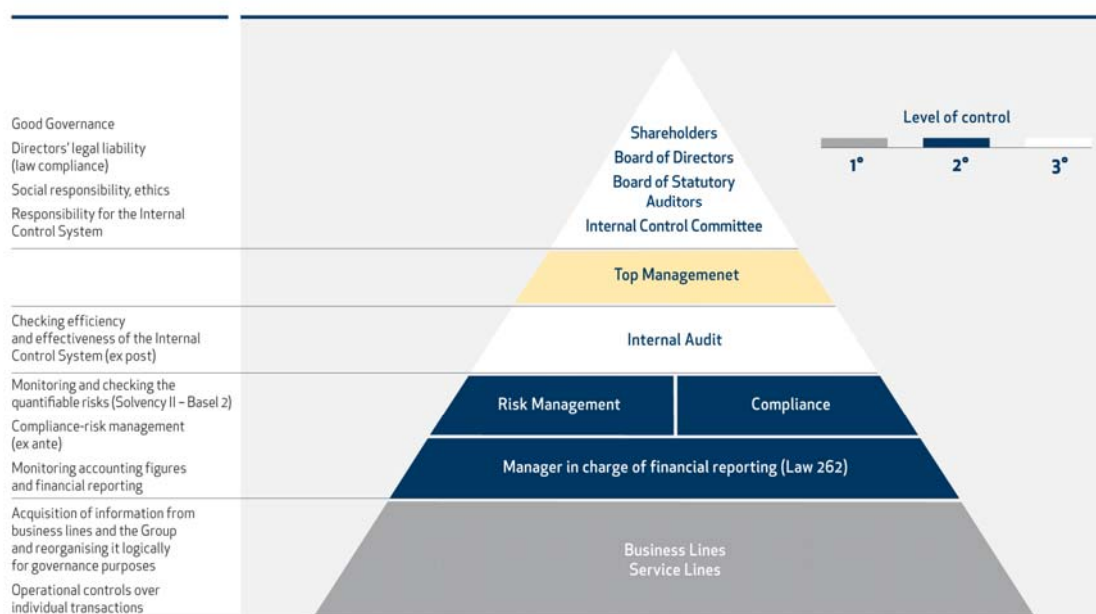 Good Governance
Directors' legal liability
(law compliance)
Social responsibility, ethics
Responsibility for the Internal
Control System
Shareholders
Board of Directors
Board of Statutory
Auditors
Internal Control Committee
Level of control
1°
2°
3°
Top Managemenet
Checking efficiency
and effectiveness of the Internal
Control System (ex post)
Internal Audit
Monitoring and checking the
quantifiable risks (Solvency II – Basel 2)
Compliance-risk management
(ex ante)
Monitoring accounting figures
and financial reporting
Risk Management
Compliance
Manager in charge of financial reporting (Law 262)
Acquisition of information from
business lines and the Group
and reorganising it logically
for governance purposes
Operational controls over
individual transactions
Business Lines
Service Lines